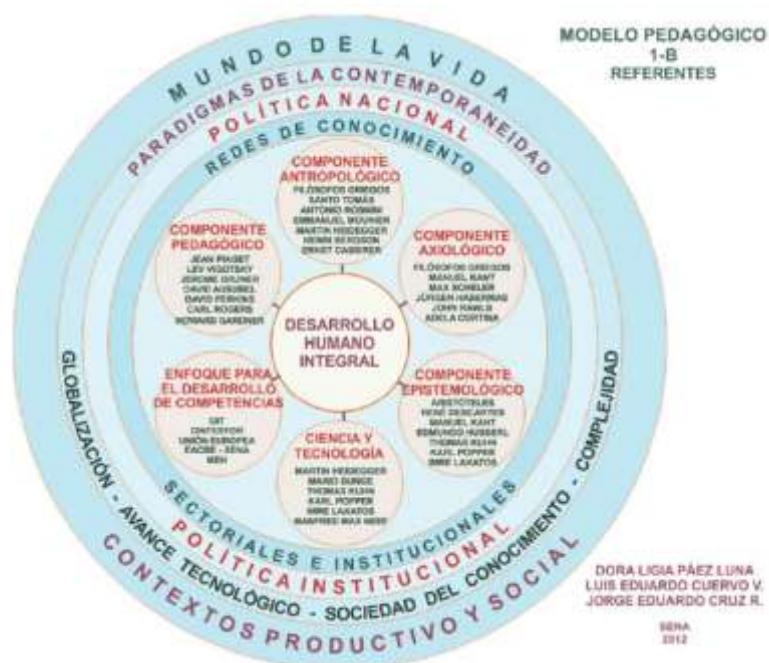 MODELO PEDAGÓGICO
1-B
REFERENTES
MUNDO DE LA VIDA
PARADIGMAS DE LA CONTEMPORANEIDAD
POLÍTICA NACIONAL
REDES DE CONOCIMIENTO
COMPONENTE
ANTROPOLÓGICO
FILÓSOFOS GRIEGOS
SANTO TOMÁS
ANTONIO ROSMINI
EMMANUEL MOUNIER
MARTIN HEIDEGGER
HENRI BERGSON
ERNST CASSIRER
COMPONENTE
PEDAGÓGICO
JEAN PIAGET
LEV VIGOTSKY
JEROME BRUNER
DAVID AUSUBEL
DAVID PERKINS
CARL ROGERS
HOWARD GARDNER
COMPONENTE
AXIOLÓGICO
FILÓSOFOS GRIEGOS
MANUEL KANT
MAX SCHELER
JÜRGEN HABERMAS
JOHN RAWLS
ADELA CORTINA
DESARROLLO
HUMANO
INTEGRAL
ENFOQUE PARA
EL DESARROLLO
DE COMPETENCIAS
CINTERFOR
UNIÓN EUROPEA
SENA
MEN
COMPONENTE
EPISTEMOLÓGICO
ARISTÓTELES
RENÉ DESCARTES
MANUEL KANT
EDMUNDO HUSSERL
THOMAS KUHN
KARL POPPER
IMRE LAKATOS
CIENCIA Y
TECNOLOGÍA
MARTIN HEIDEGGER
MARIO BUNGE
THOMAS KUHN
KARL POPPER
IMRE LAKATOS
MANFRED MAX NEEF
SECTORIALES E INSTITUCIONALES
POLÍTICA INSTITUCIONAL
GLOBALIZACIÓN - AVANCE TECNOLÓGICO - SOCIEDAD DEL CONOCIMIENTO - COMPLEJIDAD
CONTEXTOS PRODUCTIVO Y SOCIAL
DORA LIGIA PÁEZ LUNA
LUIS EDUARDO CUERVO V.
JORGE EDUARDO CRUZ R.
SENA
2012